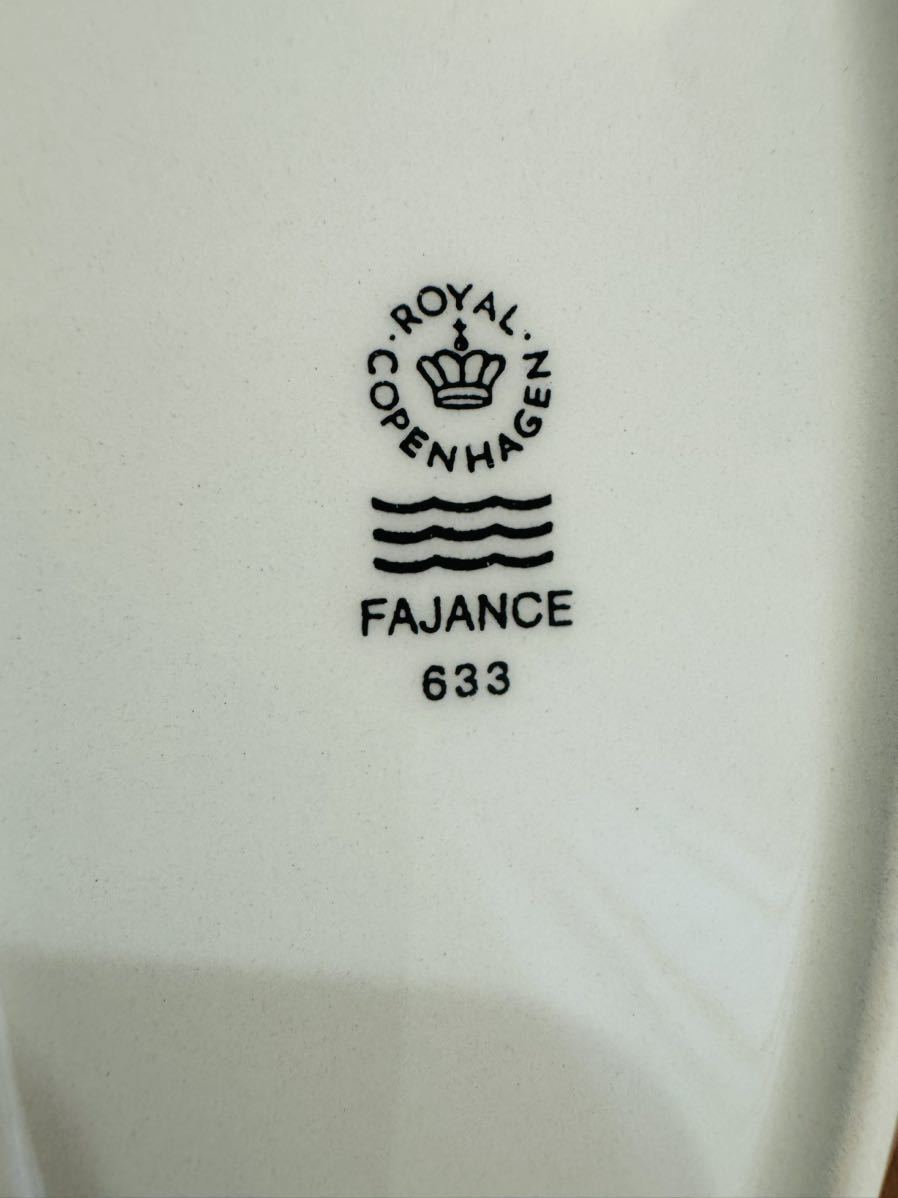 · ROYAL ·
COPENHAGEN
FAJANCE
633